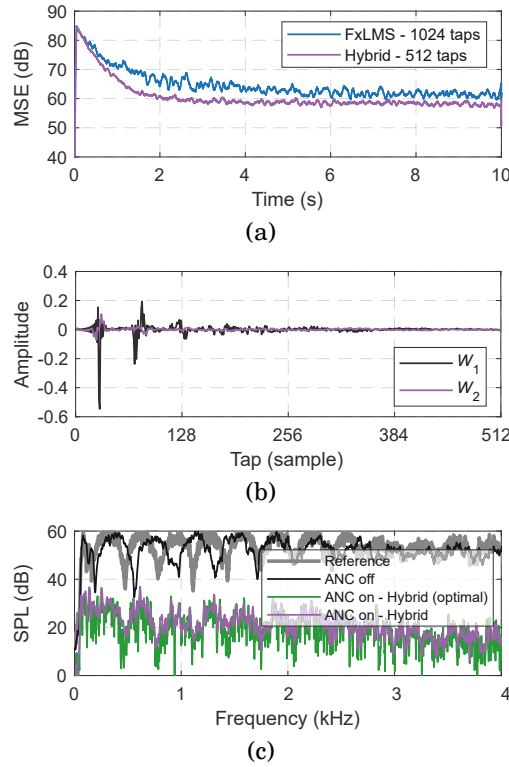 90
80
70
60
50
40
MSE (dB)
FxLMS - 1024 taps
Hybrid - 512 taps
0 2 4 6 8 10
Time (s)
(a)
0.4
0.2
0
-0.2
-0.4
-0.6
Amplitude
W1
W2
0 128 256 384 512
Tap (sample)
(b)
60
40
20
0
SPL (dB)
Reference
ANC off
ANC on - Hybrid (optimal)
ANC on - Hybrid
0 1 2 3 4
Frequency (kHz)
(c)